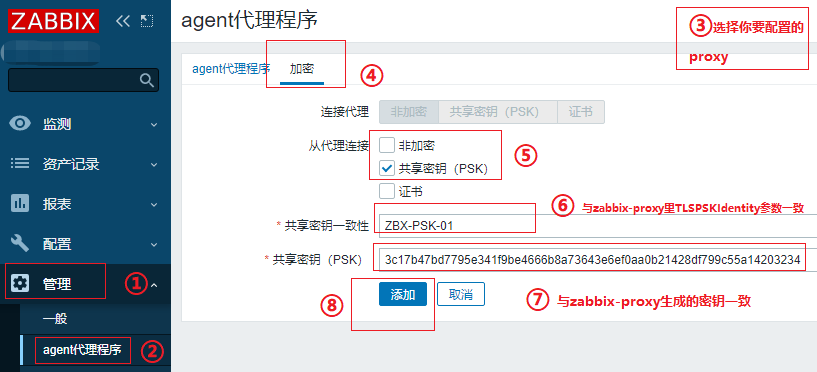 ZABBIX
监测
资产记录
报表
配置
管理
①
一般
agent代理程序
②
agent代理程序
③选择你要配置的
proxy
agent代理程序
加密
④
连接代理
非加密
共享密钥（PSK）
证书
从代理连接
非加密
共享密钥（PSK）
证书
⑤
⑥
与zabbix-proxy里TLSPSKIdentity参数一致
* 共享密钥一致性
ZBX-PSK-01
* 共享密钥（PSK）
3c17b47bd7795e341f9be4666b8a73643e6ef0aa0b21428df799c55a14203234
⑧
添加
取消
⑦
与zabbix-proxy生成的密钥一致